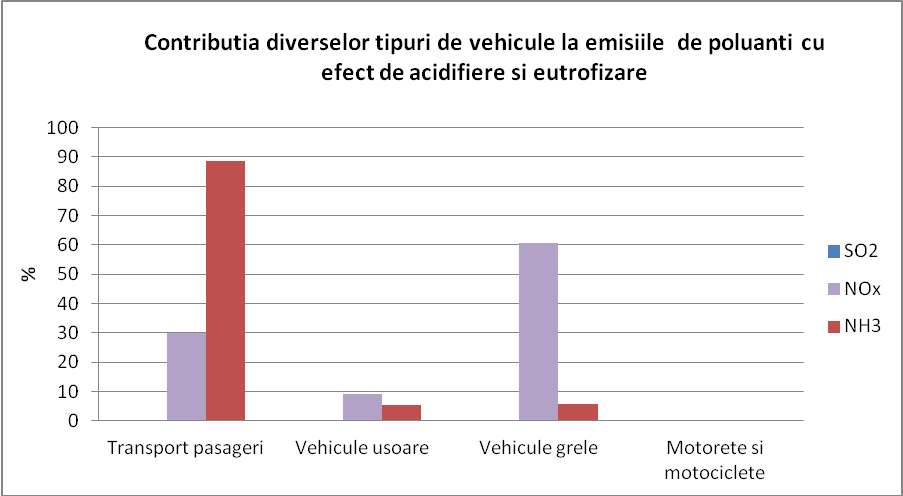 Contributia diverselor tipuri de vehicule la emisiile de poluanti cu
efect de acidifiere si eutrofizare
100
90
80
70
60
50
40
30
20
10
0
%
Transport pasageri
Vehicule usoare
Vehicule grele
Motorete si
motociclete
SO2
NOx
NH3